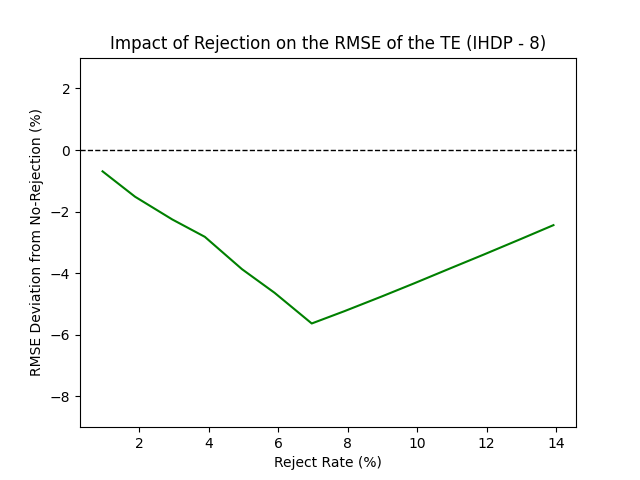 Impact of Rejection on the RMSE of the TE (IHDP - 8)
RMSE Deviation from No-Rejection (%)
2
0
−2
−4
−6
−8
2 4 6 8 10 12 14
Reject Rate (%)